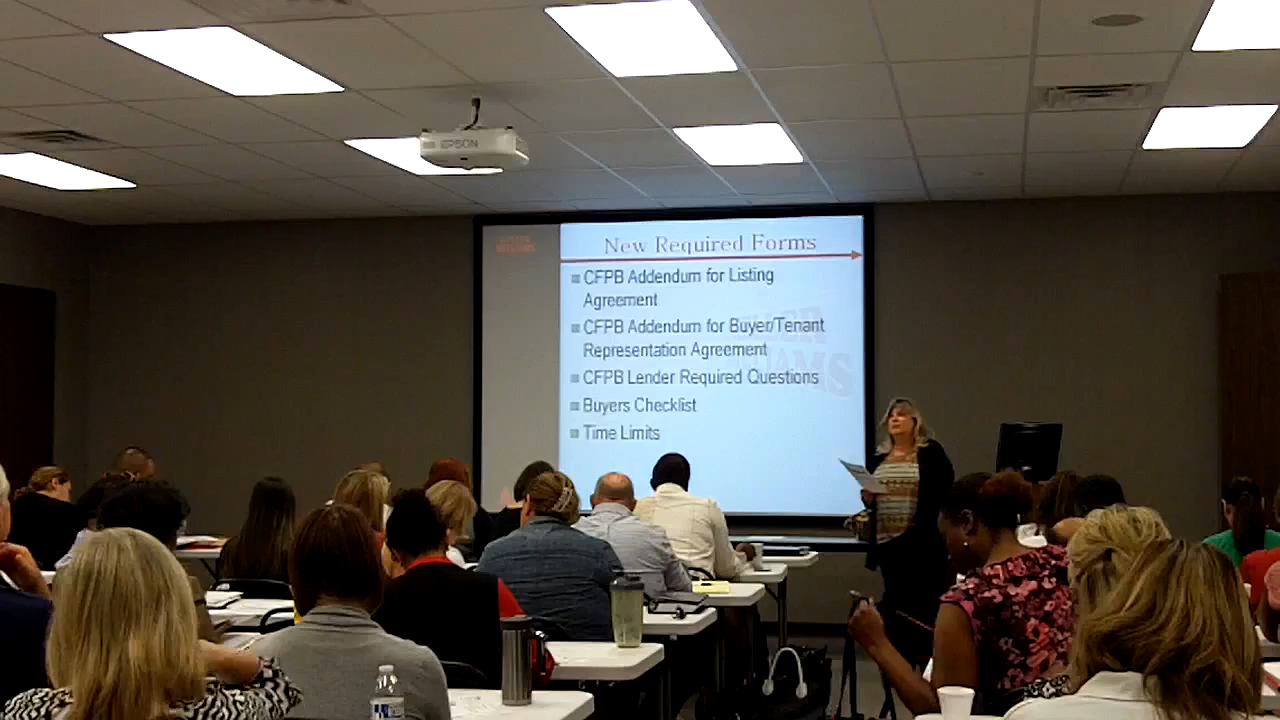 EPSON
New Required Forms
CFPB Addendum for Listing
Agreement
CFPB Addendum for Buyer/Tenant
Representation Agreement
CFPB Lender Required Questions
Buyers Checklist
Time Limits